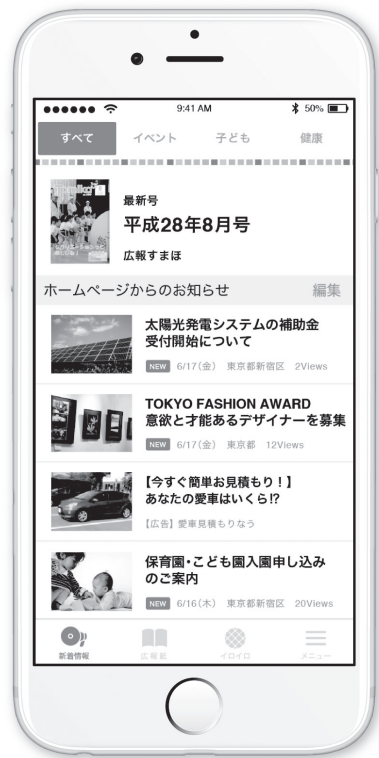 9:41 AM
50%
すべて
イベント
子ども
健康
最新号
平成28年8月号
広報すまほ
ホームページからのお知らせ
編集
太陽光発電システムの補助金
受付開始について
NEW 6/17(金) 東京都新宿区 2Views
TOKYO FASHION AWARD
意欲と才能あるデザイナーを募集
NEW 6/17(金) 東京都 12Views
【今すぐ簡単お見積もり！】
あなたの愛車はいくら!?
【広告】愛車見積もりなう
保育園・こども園入園申し込み
のご案内
NEW 6/16(木) 東京都新宿区 20Views
新着情報
広報紙
イロイロ
メニュー